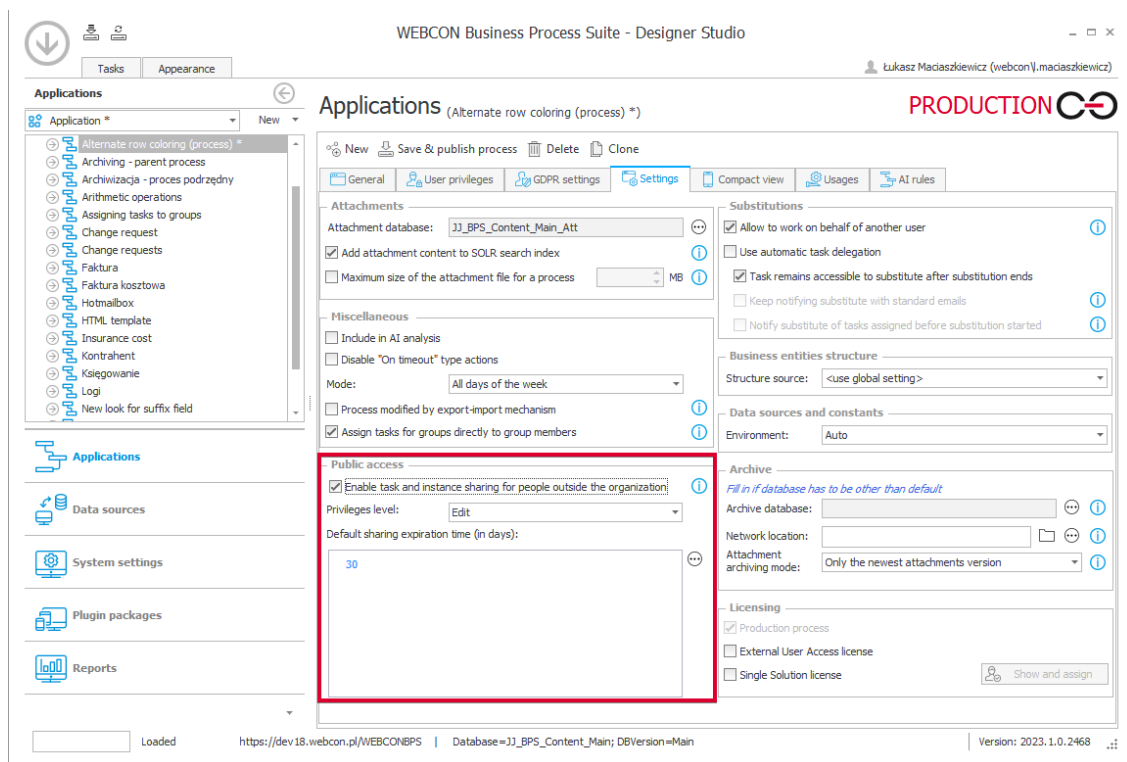 WEBCON Business Process Suite - Designer Studio
Tasks
Appearance
Łukasz Maciaszkiewicz (webcon\l.maciaszkiewicz)
Applications
Application *
New
Alternate row coloring (process) *
Archiving - parent process
Archiwizacja - proces podrzędny
Arithmetic operations
Assigning tasks to groups
Change request
Change requests
Faktura
Faktura kosztowa
Hotmailbox
HTML template
Insurance cost
Kontrahent
Księgowanie
Logi
New look for suffix field
Applications
Data sources
System settings
Plugin packages
Reports
Applications (Alternate row coloring (process) *)
PRODUCTION
New
Save & publish process
Delete
Clone
General
User privileges
GDPR settings
Settings
Compact view
Usages
AI rules
Attachments
Attachment database: JJ_BPS_Content_Main_Att
Add attachment content to SOLR search index
Maximum size of the attachment file for a process MB
Miscellaneous
Include in AI analysis
Disable "On timeout" type actions
Mode: All days of the week
Process modified by export-import mechanism
Assign tasks for groups directly to group members
Public access
Enable task and instance sharing for people outside the organization
Privileges level: Edit
Default sharing expiration time (in days):
30
Substitutions
Allow to work on behalf of another user
Use automatic task delegation
Task remains accessible to substitute after substitution ends
Keep notifying substitute with standard emails
Notify substitute of tasks assigned before substitution started
Business entities structure
Structure source: <use global setting>
Data sources and constants
Environment: Auto
Archive
Fill in if database has to be other than default
Archive database:
Network location:
Attachment
archiving mode: Only the newest attachments version
Licensing
Production process
External User Access license
Single Solution license
Show and assign
Loaded
https://dev18.webcon.pl/WEBCONBPS | Database=JJ_BPS_Content_Main; DBVersion=Main
Version: 2023.1.0.2468